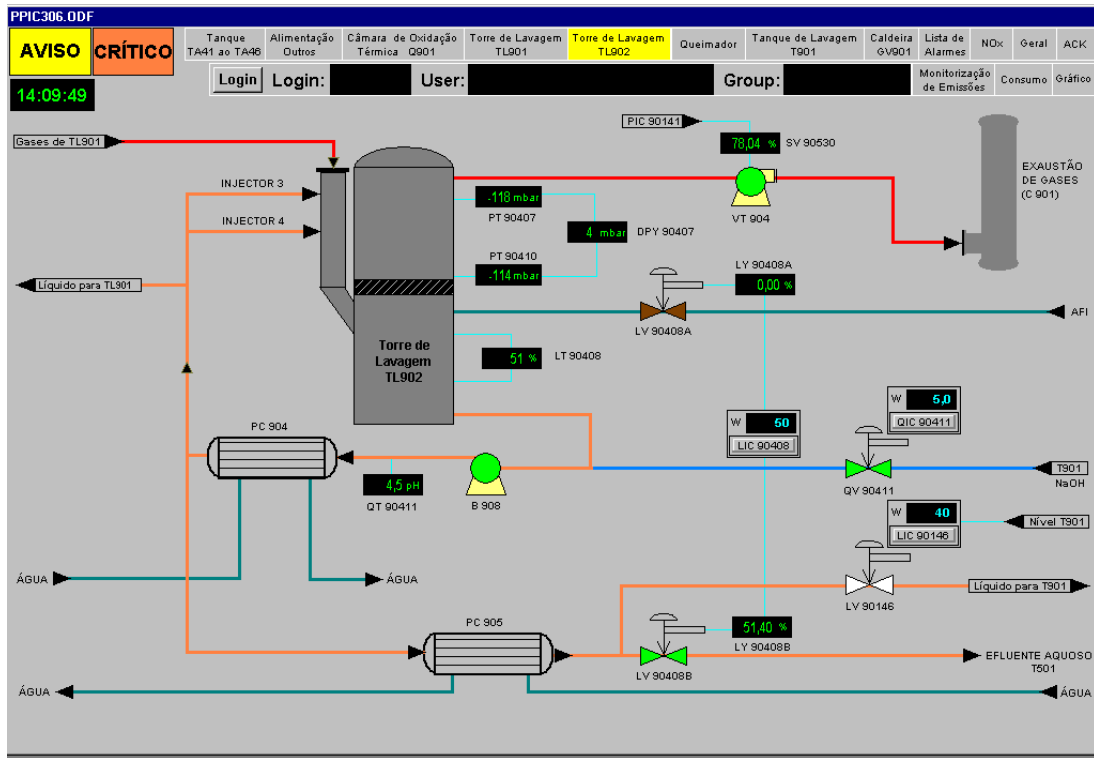 PPIC306.ODF
AVISO
CRÍTICO
Tanque
TA41 ao TA46
Alimentação
Outros
Câmara de Oxidação
Térmica Q901
Torre de Lavagem
TL901
Torre de Lavagem
TL902
Queimador
Tanque de Lavagem
T901
Caldeira
GV901
Lista de
Alarmes
NOx
Geral
ACK
Login
Login:
User:
Group:
Monitorização
de Emissões
Consumo
Gráfico
14:09:49
PIC 90141
Gases de TL901
78,04 %
SV 90530
EXAUSTÃO
DE GASES
(C 901)
INJECTOR 3
-118 mbar
PT 90407
VT 904
INJECTOR 4
4 mbar
DPY 90407
PT 90410
-114 mbar
LY 90408A
0,00 %
Líquido para TL901
AFI
LV 90408A
Torre de
Lavagem
TL902
51 %
LT 90408
W 5,0
QIC 90411
W 50
LIC 90408
PC 904
T901
NaOH
4,5 pH
QT 90411
B 908
QV 90411
W 40
LIC 90146
Nível T901
ÁGUA
ÁGUA
Líquido para T901
LV 90146
PC 905
51,40 %
LY 90408B
EFLUENTE AQUOSO
T501
LV 90408B
ÁGUA
ÁGUA